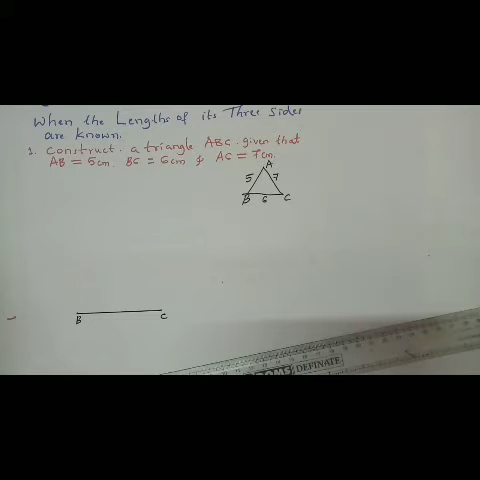 When the Lengths of its Three sides
are known.
1. Construct a triangle ABC given that
AB = 5cm BC = 6cm & AC = 7cm.
A
5 7
B 6 C
B C
DEFINATE